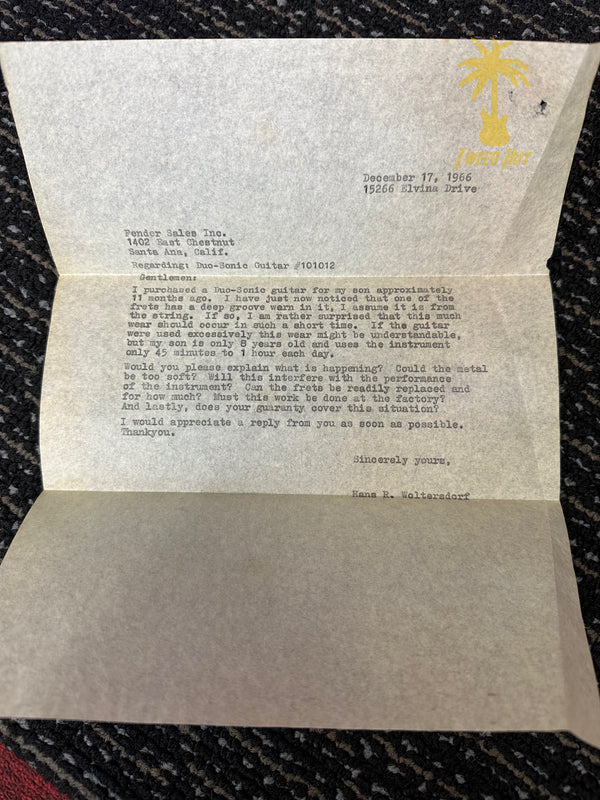 I WEED HIT
December 17, 1966
15266 Elvina Drive
Fender Sales Inc.
1402 East Chestnut
Santa Ana, Calif.
Regarding: Duo-Sonic Guitar #101012
Gentlemen:
I purchased a Duo-Sonic guitar for my son approximately
11 months ago. I have just now noticed that one of the
frets has a deep groove warn in it, I assume it is from
the string. If so, I am rather surprised that this much
wear should occur in such a short time. If the guitar
were used excessively this wear might be understandable,
but my son is only 8 years old and uses the instrument
only 45 minutes to 1 hour each day.
Would you please explain what is happening? Could the metal
be too soft? Will this interfere with the performance
of the instrument? Can the frets be readily replaced and
for how much? Must this work be done at the factory?
And lastly, does your guaranty cover this situation?
I would appreciate a reply from you as soon as possible.
Thankyou.
Sincerely yours,
Hans R. Woltersdorf